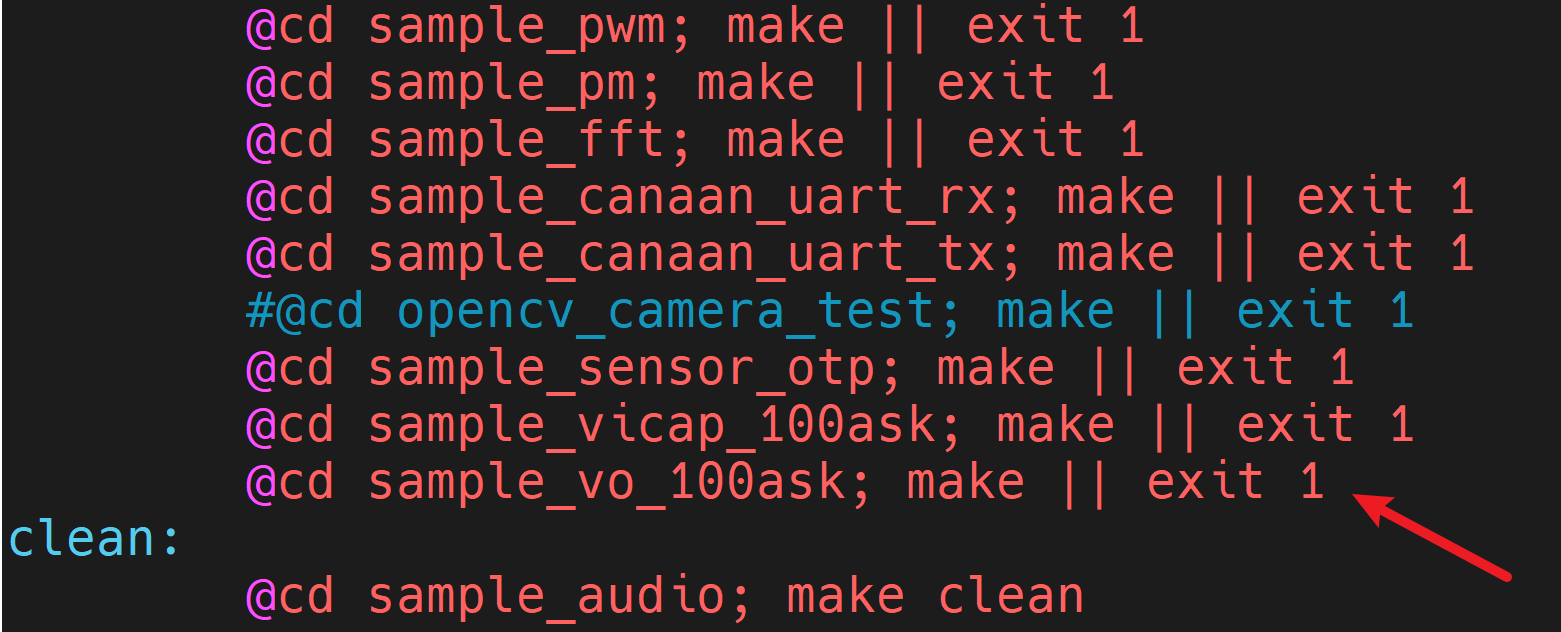 @cd sample_pwm; make || exit 1
@cd sample_pm; make || exit 1
@cd sample_fft; make || exit 1
@cd sample_canaan_uart_rx; make || exit 1
@cd sample_canaan_uart_tx; make || exit 1
#@cd opencv_camera_test; make || exit 1
@cd sample_sensor_otp; make || exit 1
@cd sample_vicap_100ask; make || exit 1
@cd sample_vo_100ask; make || exit 1
clean:
@cd sample_audio; make clean